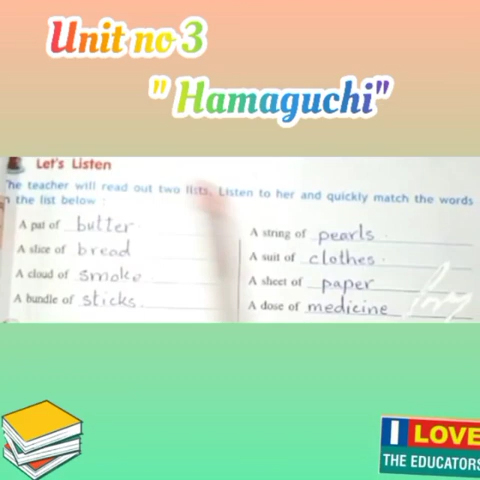 Unit no 3
" Hamaguchi"
Let's Listen
The teacher will read out two lists. Listen to her and quickly match the words
the list below :
A pat of butter
A slice of bread
A cloud of smoke
A bundle of sticks.
A string of pearls
A suit of clothes
A sheet of paper
A dose of medicine
I LOVE
THE EDUCATORS